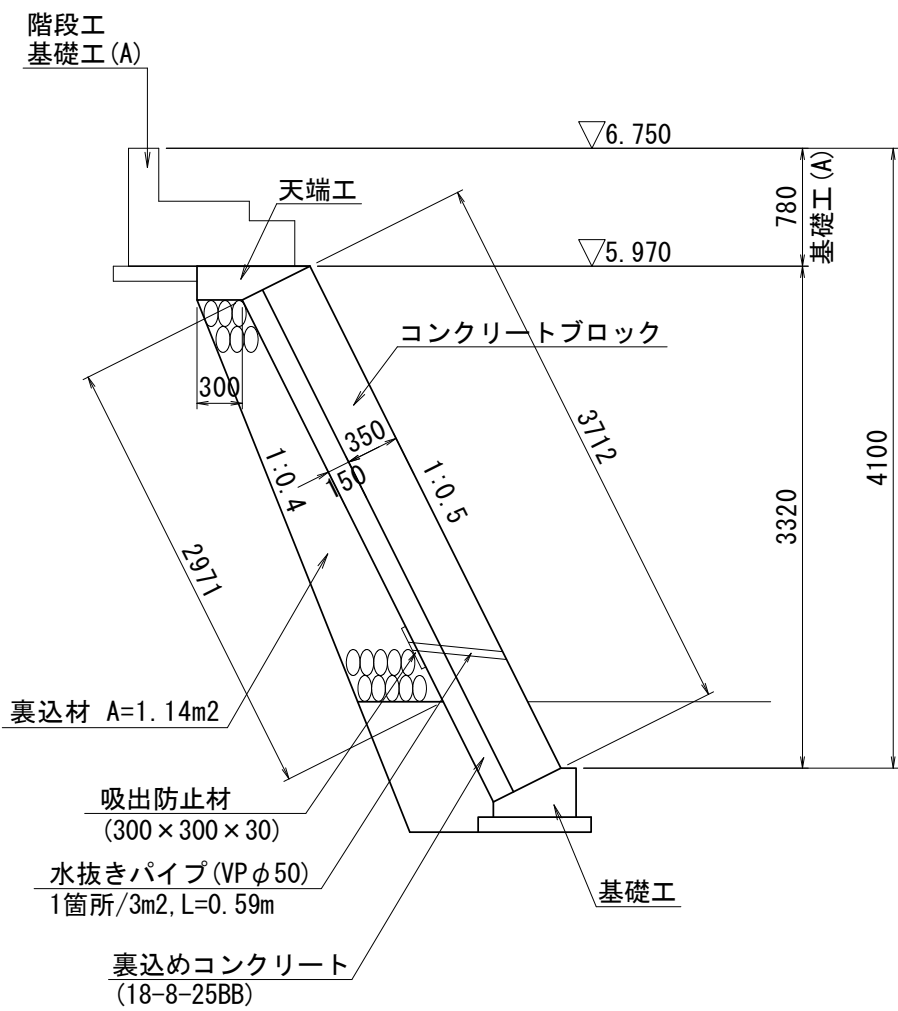 階段工
基礎工(A)
▽6.750
780
基礎工(A)
天端工
▽5.970
コンクリートブロック
300
350
150
3712
4100
1:0.4
1:0.5
3320
2971
裏込材 A=1.14m2
吸出防止材
(300×300×30)
水抜きパイプ(VPφ50)
1箇所/3m2,L=0.59m
基礎工
裏込めコンクリート
(18-8-25BB)